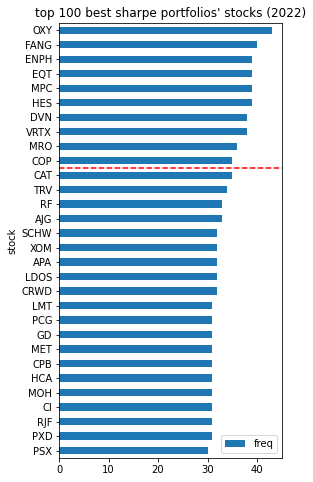 top 100 best sharpe portfolios' stocks (2022)
OXY
FANG
ENPH
EQT
MPC
HES
DVN
VRTX
MRO
COP
CAT
TRV
RF
AJG
SCHW
XOM
APA
LDOS
CRWD
LMT
PCG
GD
MET
CPB
HCA
MOH
CI
RJF
PXD
PSX
stock
freq
0 10 20 30 40